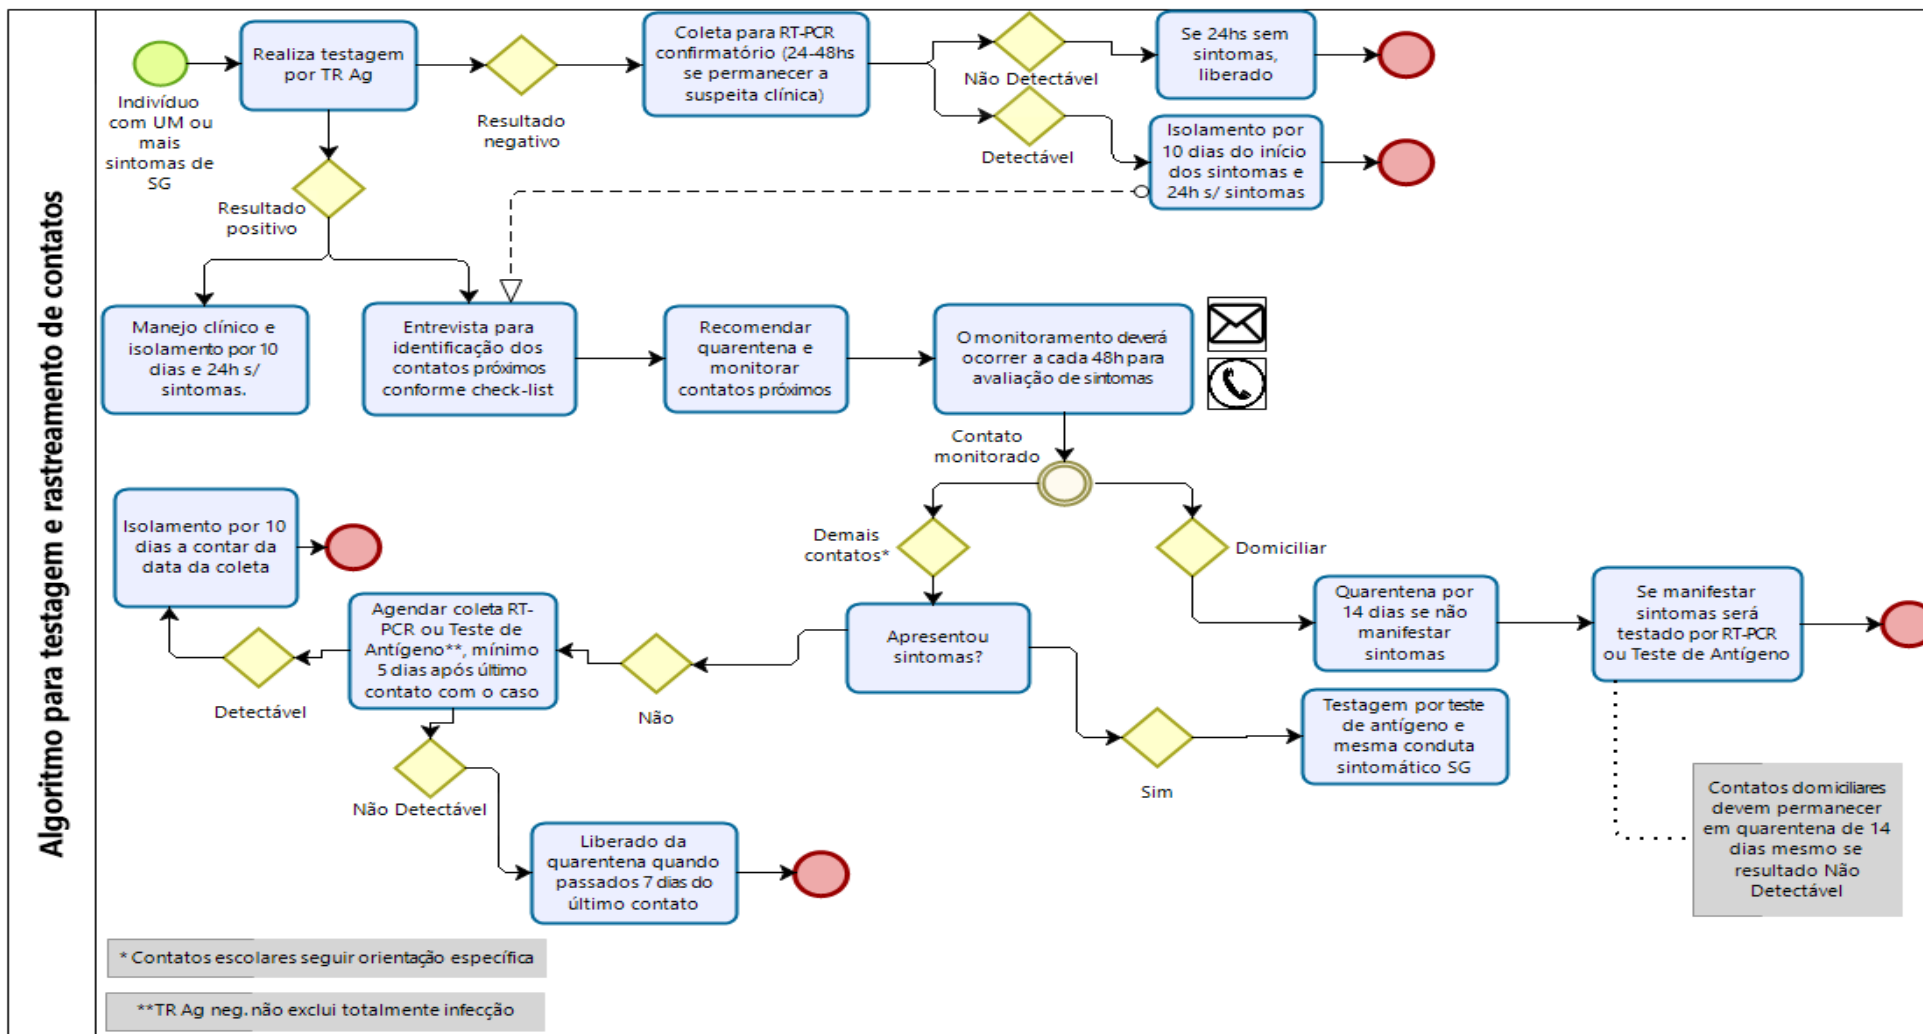 Algoritmo para testagem e rastreamento de contatos
Indivíduo
com UM ou
mais
sintomas de
SG
Realiza testagem
por TR Ag
Resultado
negativo
Coleta para RT-PCR
confirmatório (24-48hs
se permanecer a
suspeita clínica)
Não Detectável
Se 24hs sem
sintomas,
liberado
Detectável
Isolamento por
10 dias do início
dos sintomas e
24h s/ sintomas
Resultado
positivo
Manejo clínico e
isolamento por 10
dias e 24h s/
sintomas.
Entrevista para
identificação dos
contatos próximos
conforme check-list
Recomendar
quarentena e
monitorar
contatos próximos
O monitoramento deverá
ocorrer a cada 48h para
avaliação de sintomas
Contato
monitorado
Demais
contatos*
Domiciliar
Isolamento por 10
dias a contar da
data da coleta
Detectável
Agendar coleta RT-
PCR ou Teste de
Antígeno**, mínimo
5 dias após último
contato com o caso
Não
Apresentou
sintomas?
Quarentena por
14 dias se não
manifestar
sintomas
Se manifestar
sintomas será
testado por RT-PCR
ou Teste de Antígeno
Sim
Testagem por teste
de antígeno e
mesma conduta
sintomático SG
Não Detectável
Liberado da
quarentena quando
passados 7 dias do
último contato
Contatos domiciliares
devem permanecer
em quarentena de 14
dias mesmo se
resultado Não
Detectável
* Contatos escolares seguir orientação específica
**TR Ag neg. não exclui totalmente infecção